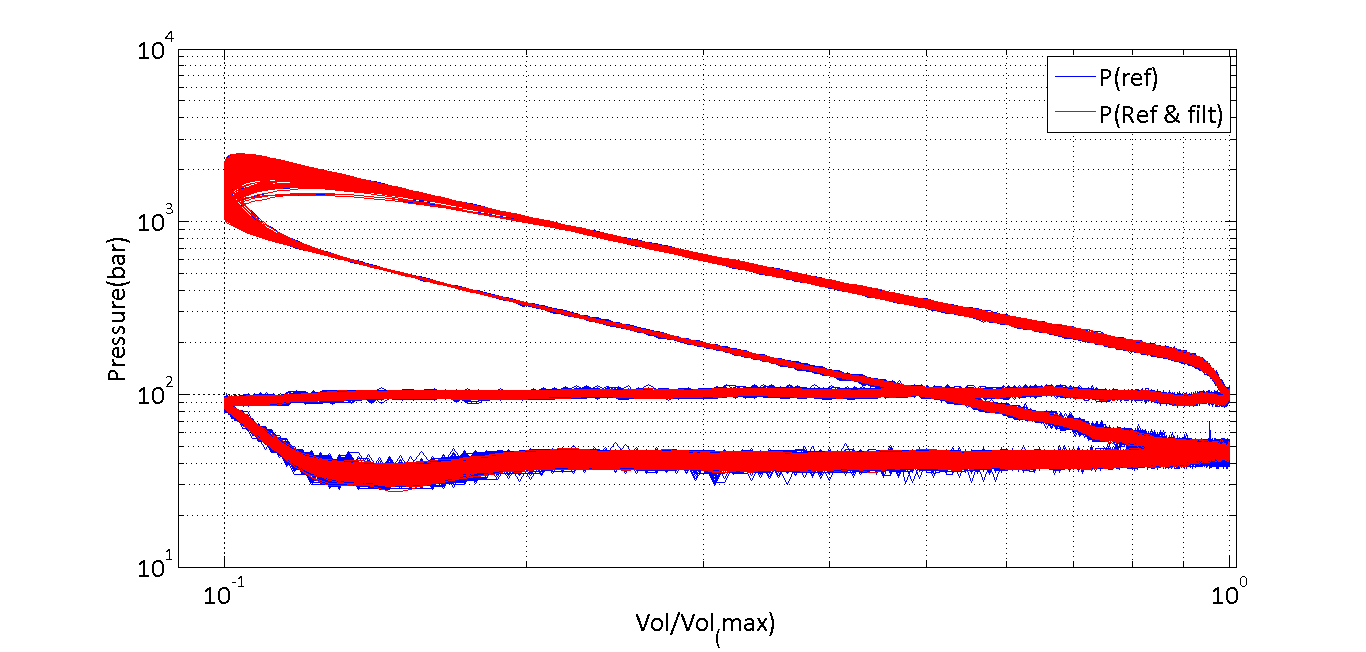 10^4
P(ref)
P(Ref & filt)
10^3
Pressure(bar)
10^2
10^1
10^-1
10^0
Vol/Vol_(max)